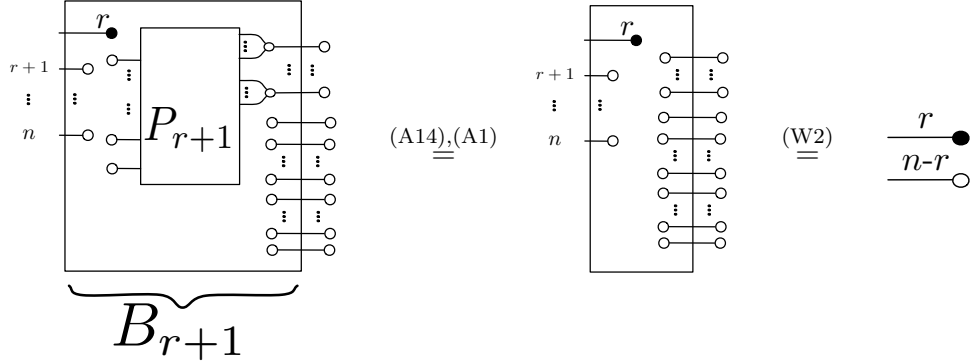 r
r + 1
⋮ ⋮
n
P_{r+1}
B_{r+1}
(A14),(A1)
=
r
r + 1
⋮ ⋮
n
(W2)
=
r
n-r